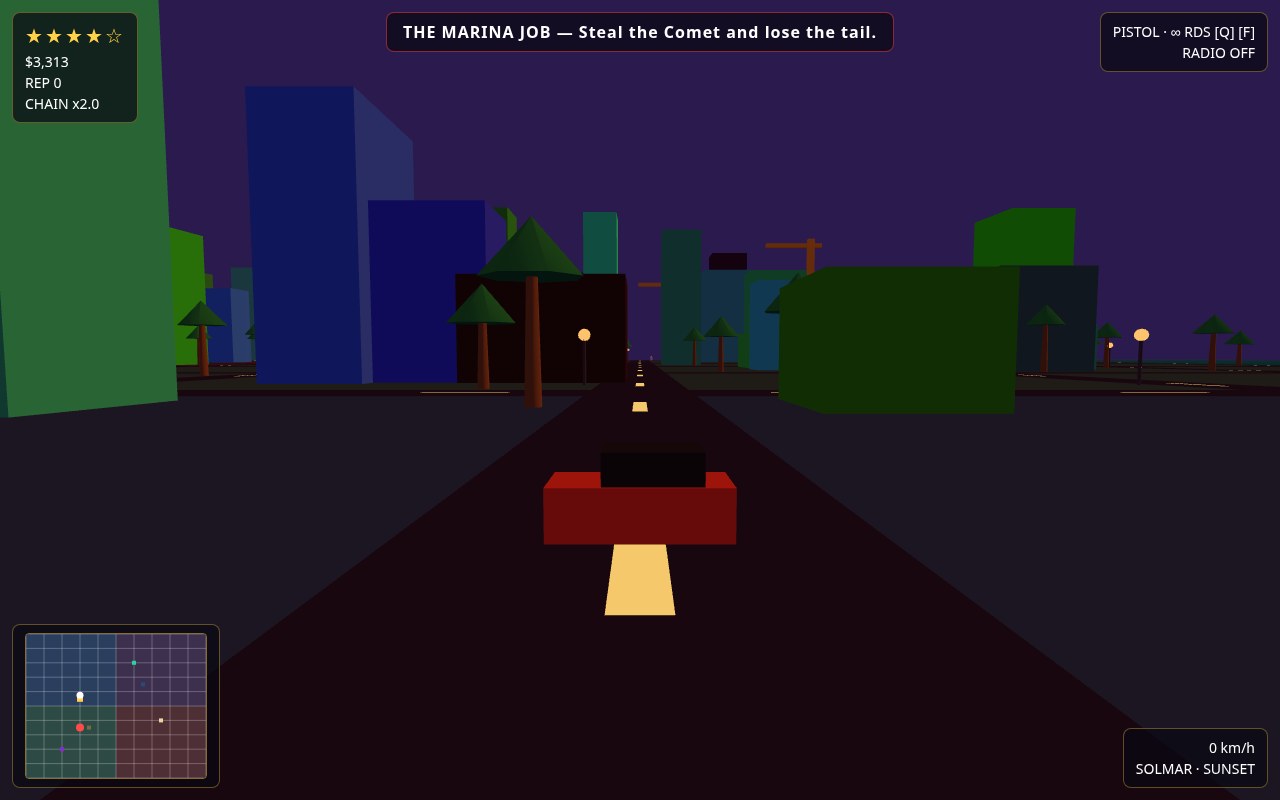 ★★★★☆
$3,313
REP 0
CHAIN x2.0
THE MARINA JOB — Steal the Comet and lose the tail.
PISTOL · ∞ RDS [Q] [F]
RADIO OFF
0 km/h
SOLMAR · SUNSET